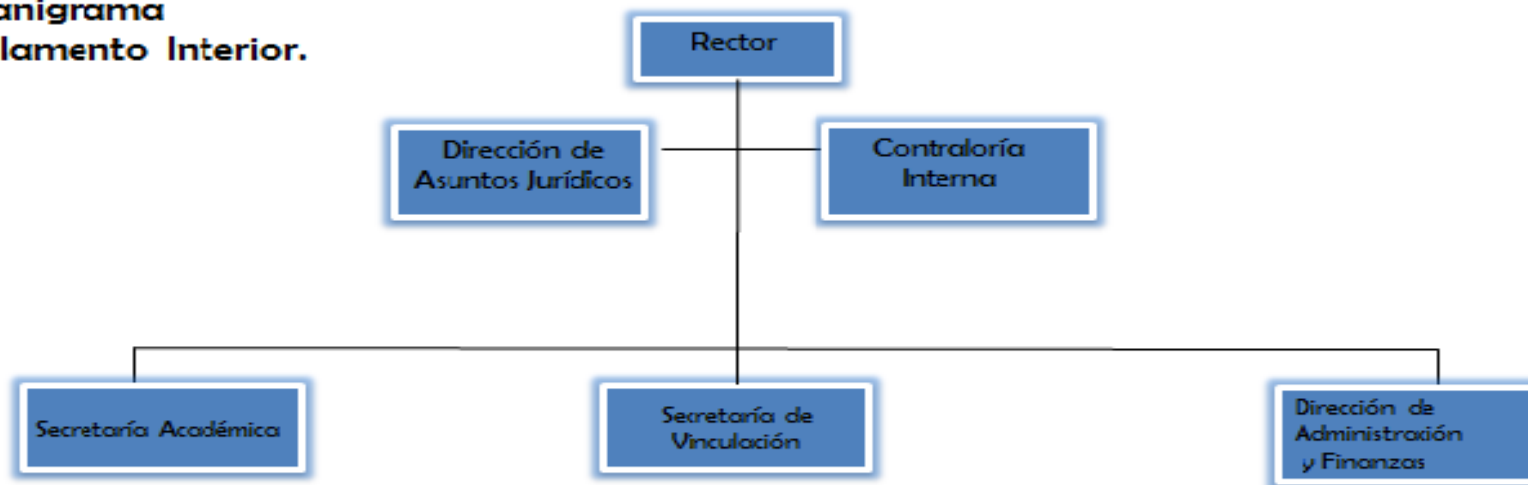 anigrama
lamento Interior.
Rector
Dirección de
Asuntos Jurídicos
Contraloría
Interna
Secretaría Académica
Secretaría de
Vinculación
Dirección de
Administración
y Finanzas